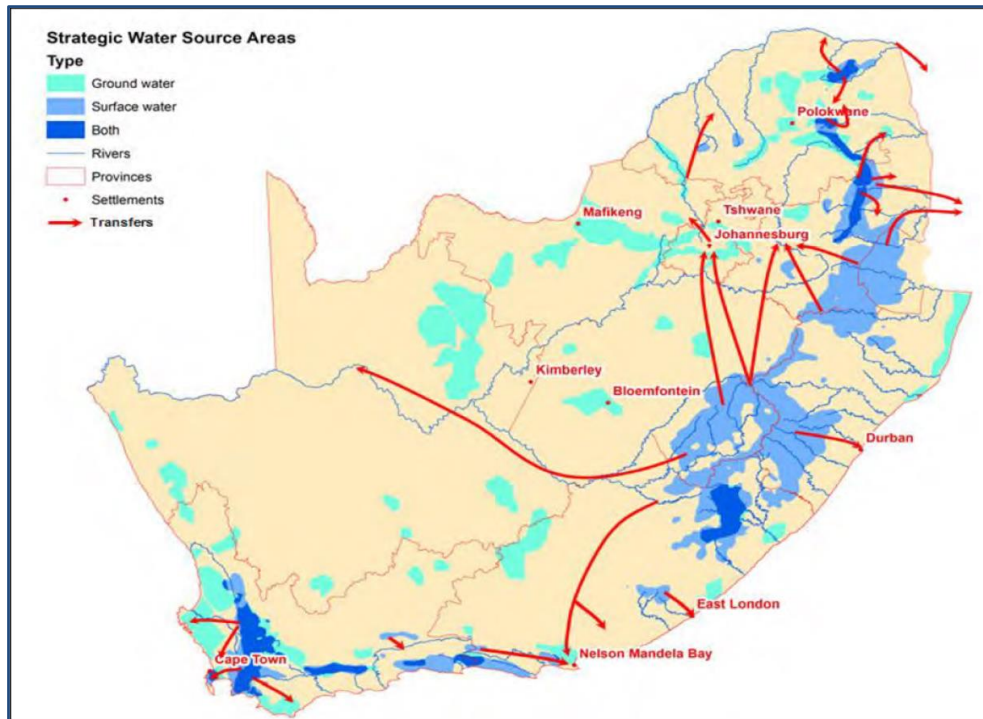 Strategic Water Source Areas
Type
Ground water
Surface water
Both
Rivers
Provinces
Settlements
Transfers
Polokwane
Mafikeng
Tshwane
Johannesburg
Kimberley
Bloemfontein
Durban
East London
Nelson Mandela Bay
Cape Town